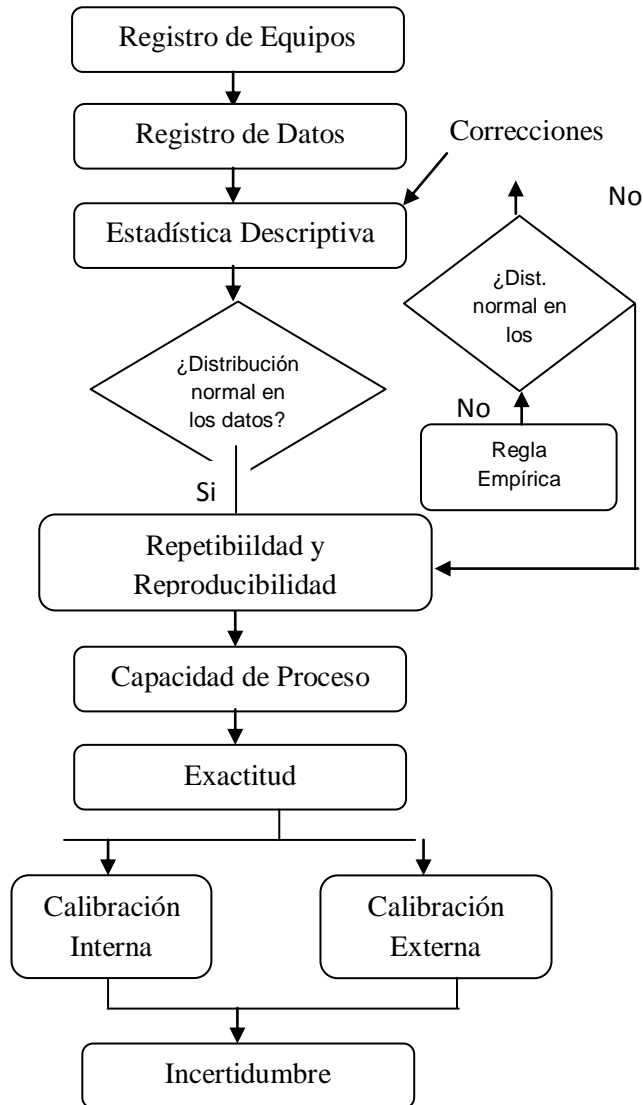 Registro de Equipos
Registro de Datos
Correcciones
No
Estadística Descriptiva
¿Dist.
normal en
los
¿Distribución
normal en
los datos?
No
Regla
Empírica
Si
Repetibiildad y
Reproducibilidad
Capacidad de Proceso
Exactitud
Calibración
Interna
Calibración
Externa
Incertidumbre